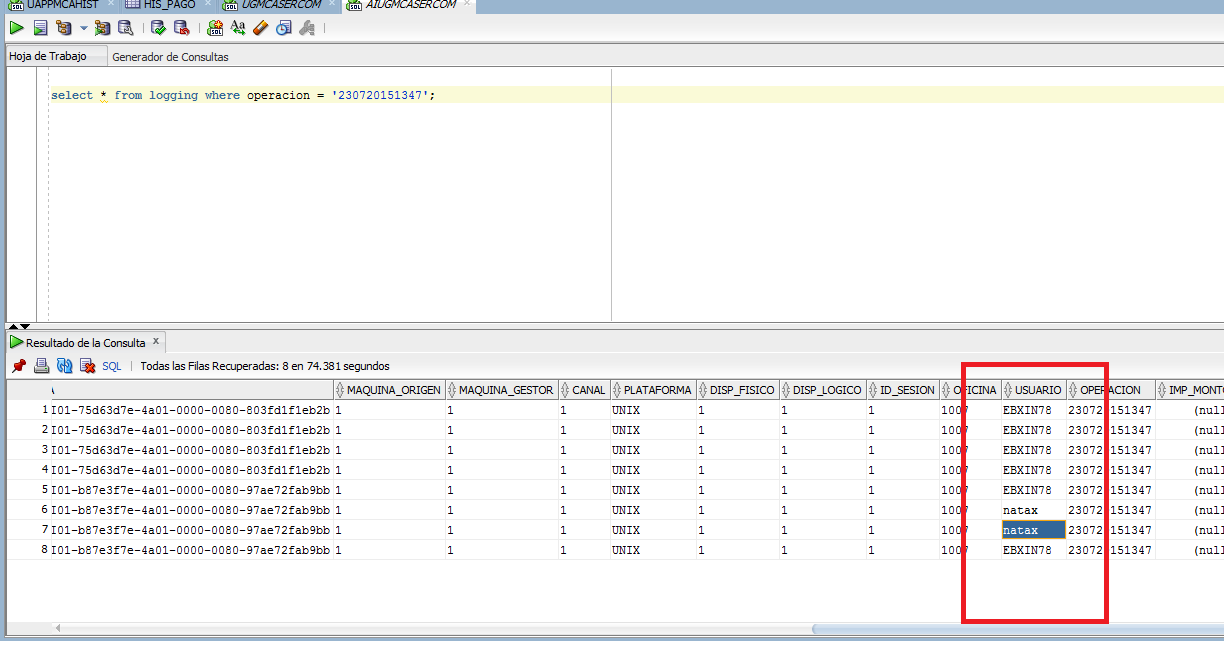 UAPPMCAHIST HIS_PAGO UGMCASERCOM AIUGMCASERCOM
Hoja de Trabajo Generador de Consultas
select * from logging where operacion = '230720151347';
Resultado de la Consulta
SQL Todas las Filas Recuperadas: 8 en 74.381 segundos
MAQUINA_ORIGEN MAQUINA_GESTOR CANAL PLATAFORMA DISP_FISICO DISP_LOGICO ID_SESION OFICINA USUARIO OPERACION IMP_MONT
1 I01-75d63d7e-4a01-0000-0080-803fd1f1eb2b 1 1 1 UNIX 1 1 1 1007 EBXIN78 230720151347 (null
2 I01-75d63d7e-4a01-0000-0080-803fd1f1eb2b 1 1 1 UNIX 1 1 1 1007 EBXIN78 230720151347 (null
3 I01-75d63d7e-4a01-0000-0080-803fd1f1eb2b 1 1 1 UNIX 1 1 1 1007 EBXIN78 230720151347 (null
4 I01-75d63d7e-4a01-0000-0080-803fd1f1eb2b 1 1 1 UNIX 1 1 1 1007 EBXIN78 230720151347 (null
5 I01-b87e3f7e-4a01-0000-0080-97ae72fab9bb 1 1 1 UNIX 1 1 1 1007 EBXIN78 230720151347 (null
6 I01-b87e3f7e-4a01-0000-0080-97ae72fab9bb 1 1 1 UNIX 1 1 1 1007 natax 230720151347 (null
7 I01-b87e3f7e-4a01-0000-0080-97ae72fab9bb 1 1 1 UNIX 1 1 1 1007 natax 230720151347 (null
8 I01-b87e3f7e-4a01-0000-0080-97ae72fab9bb 1 1 1 UNIX 1 1 1 1007 EBXIN78 230720151347 (null